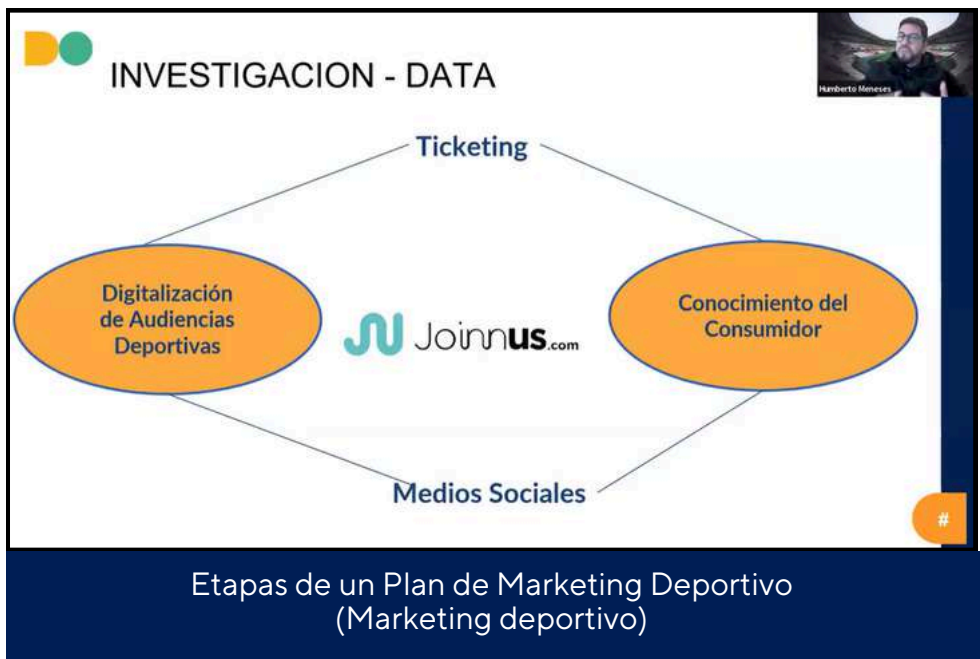 INVESTIGACION - DATA
Humberto Meneses
Ticketing
Digitalización
de Audiencias
Deportivas
Joinnus.com
Conocimiento del
Consumidor
Medios Sociales
#
Etapas de un Plan de Marketing Deportivo
(Marketing deportivo)